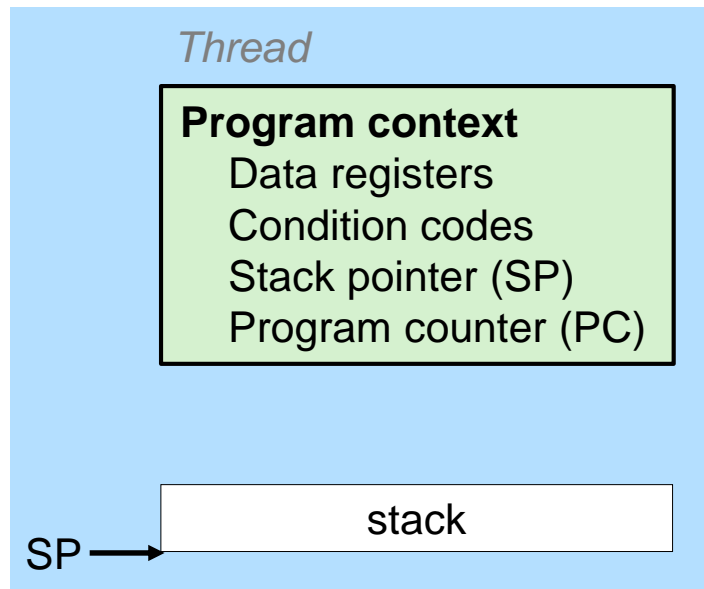 Thread
Program context
Data registers
Condition codes
Stack pointer (SP)
Program counter (PC)
stack
SP